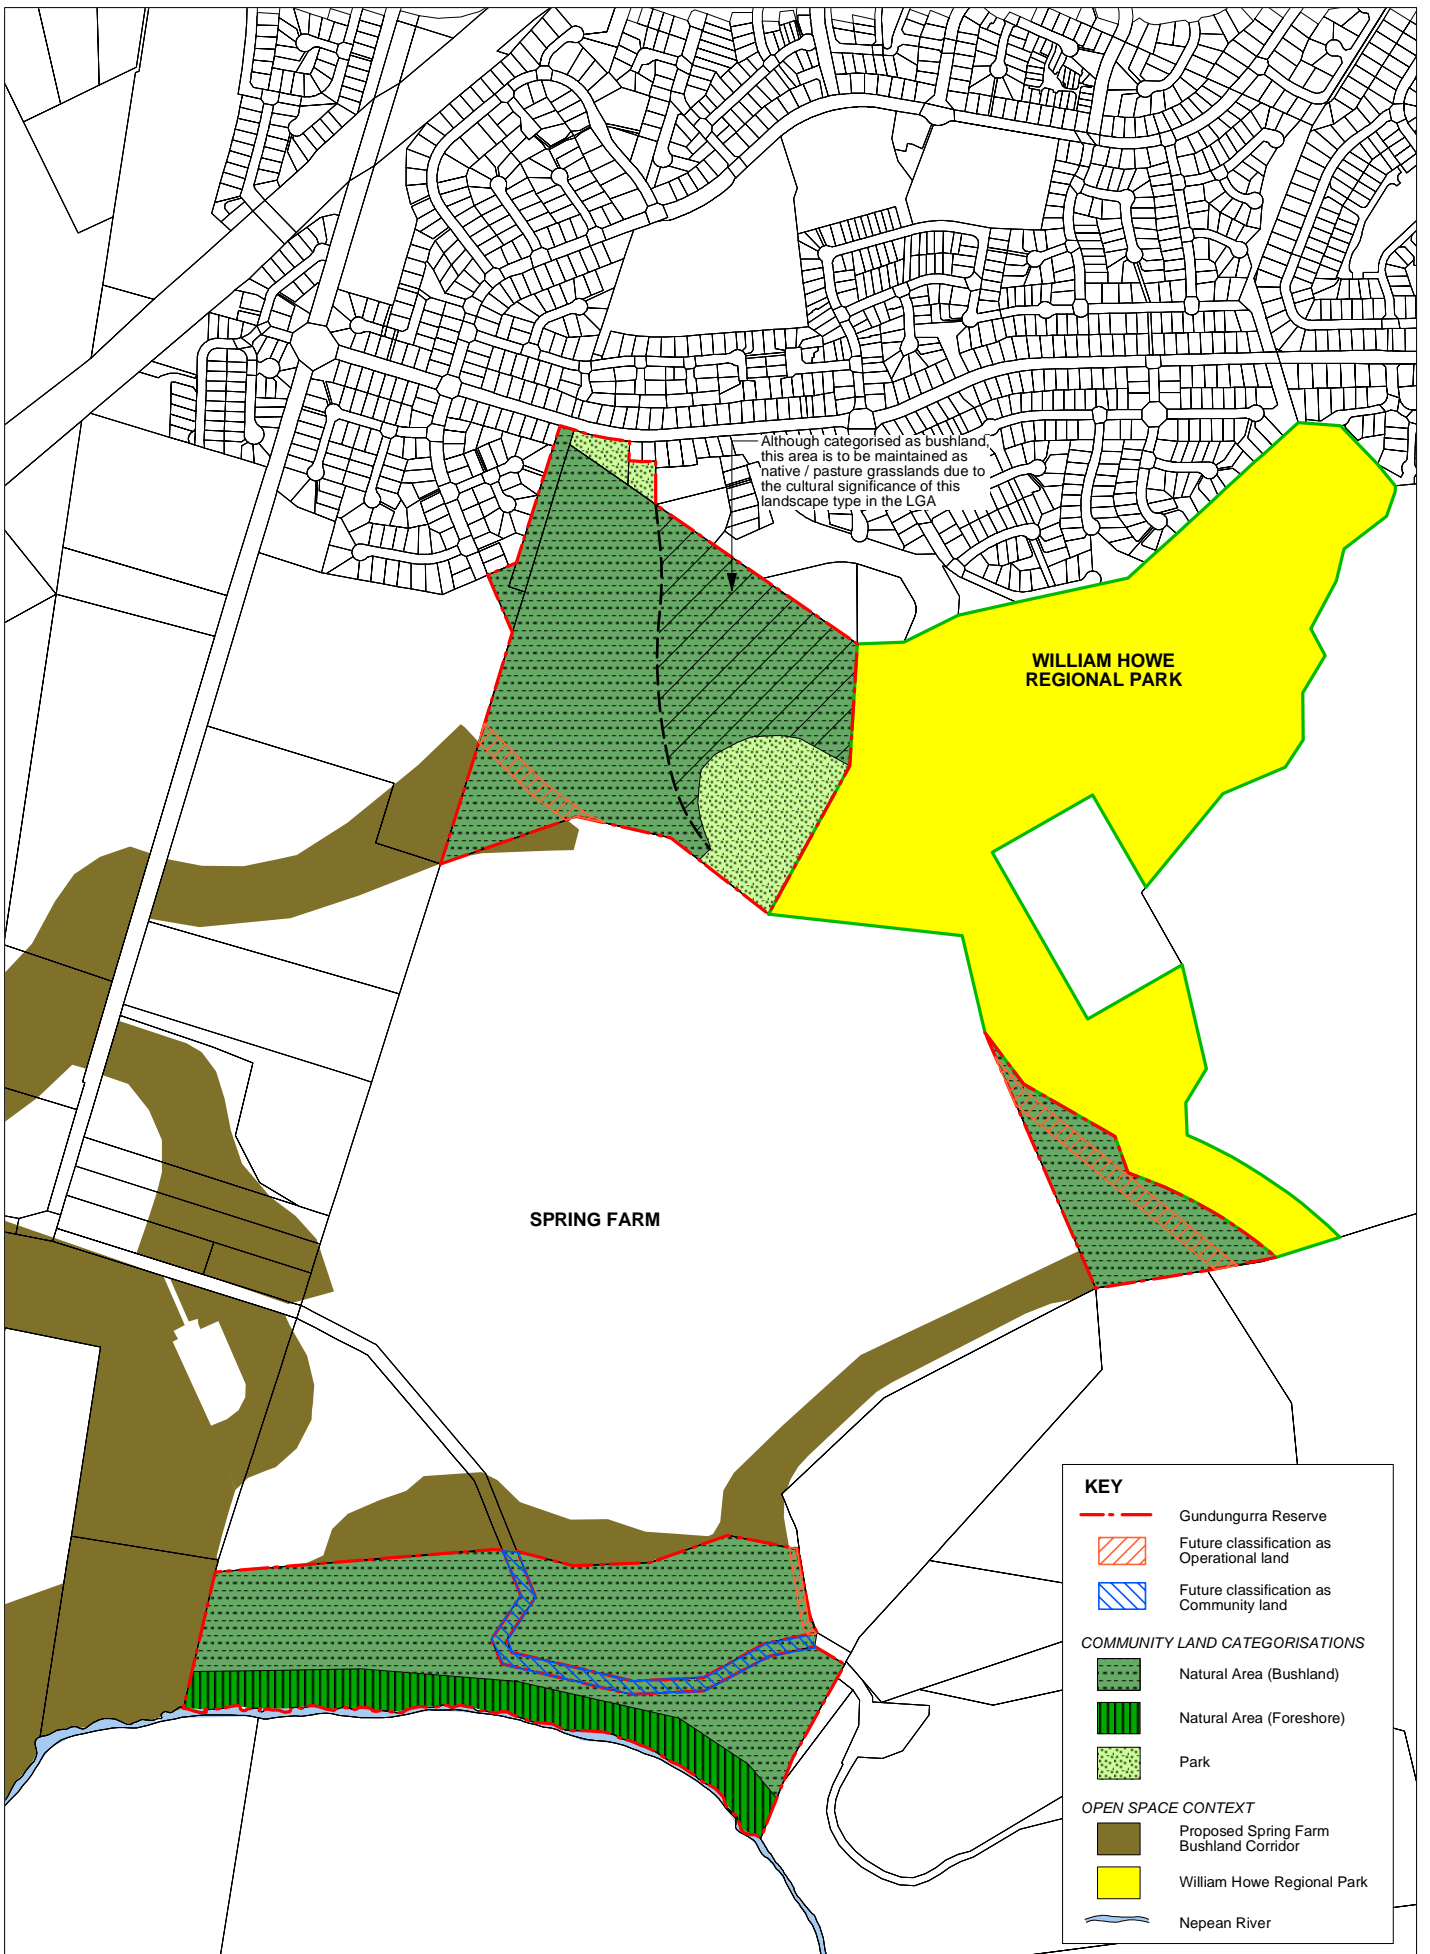 Although categorised as bushland,
this area is to be maintained as
native / pasture grasslands due to
the cultural significance of this
landscape type in the LGA
WILLIAM HOWE
REGIONAL PARK
SPRING FARM
KEY
Gundungurra Reserve
Future classification as
Operational land
Future classification as
Community land
COMMUNITY LAND CATEGORISATIONS
Natural Area (Bushland)
Natural Area (Foreshore)
Park
OPEN SPACE CONTEXT
Proposed Spring Farm
Bushland Corridor
William Howe Regional Park
Nepean River